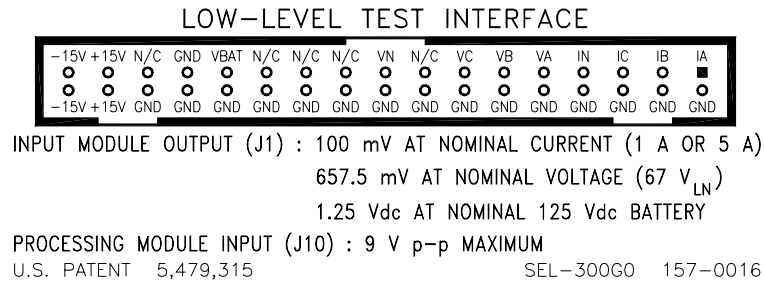 LOW-LEVEL TEST INTERFACE
-15V +15V N/C GND VBAT N/C N/C N/C VN N/C VC VB VA IN IC IB IA
-15V +15V GND GND GND GND GND GND GND GND GND GND GND GND GND GND GND
INPUT MODULE OUTPUT (J1) : 100 mV AT NOMINAL CURRENT (1 A OR 5 A)
657.5 mV AT NOMINAL VOLTAGE (67 V LN)
1.25 Vdc AT NOMINAL 125 Vdc BATTERY
PROCESSING MODULE INPUT (J10) : 9 V p-p MAXIMUM
U.S. PATENT 5,479,315 SEL-300G0 157-0016